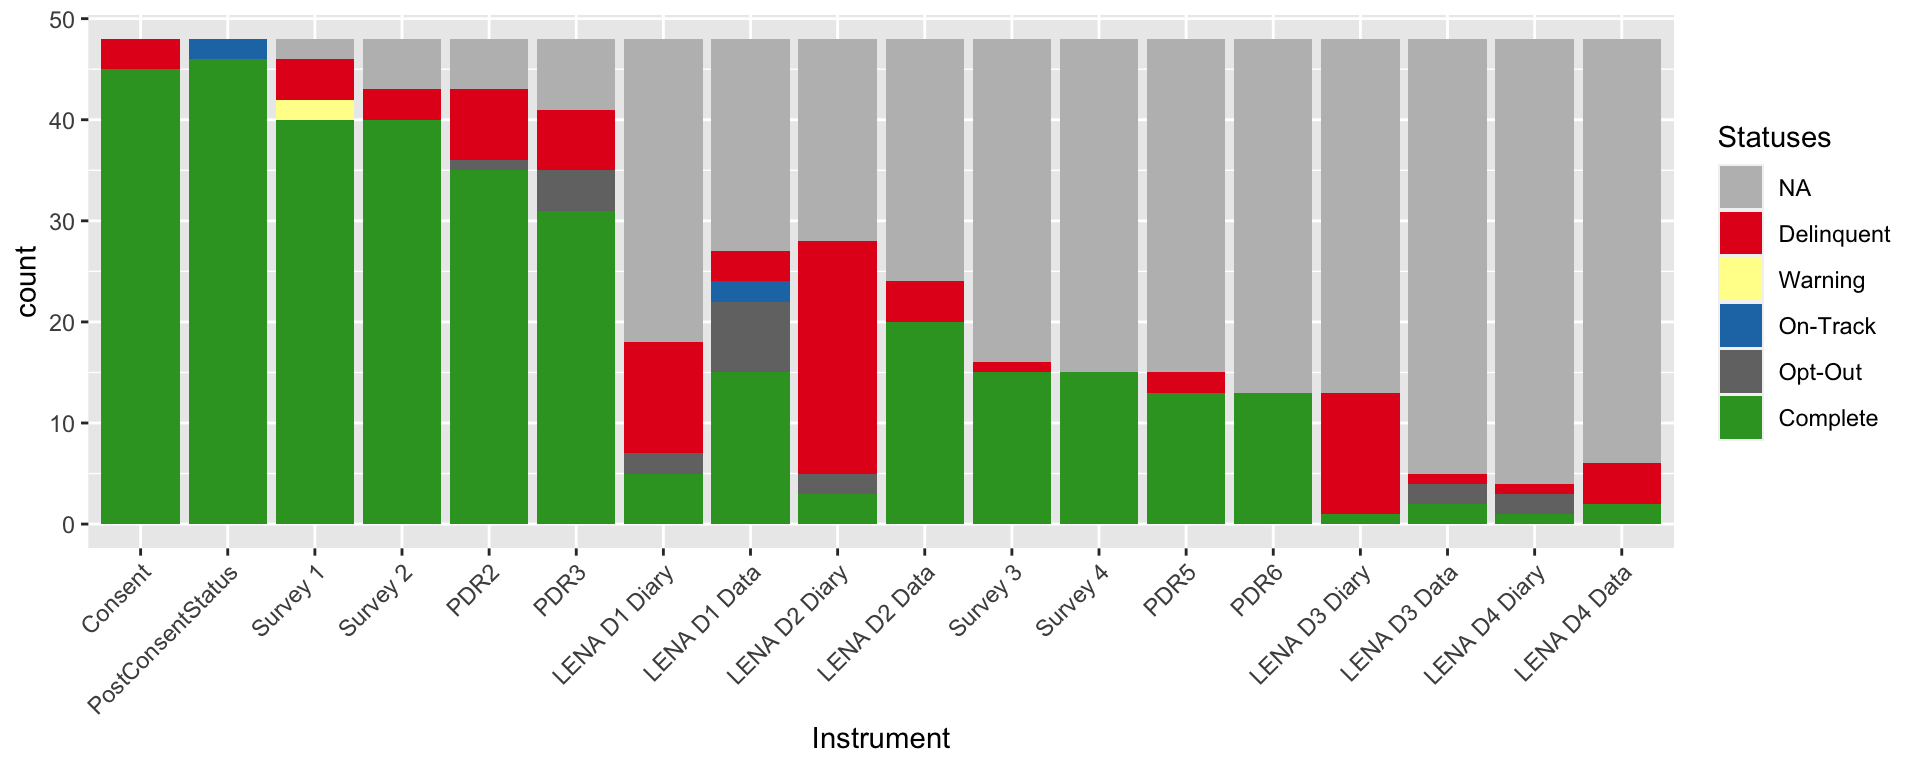 50
40
30
20
10
0
count
Consent
PostConsentStatus
Survey 1
Survey 2
PDR2
PDR3
LENA D1 Diary
LENA D1 Data
LENA D2 Diary
LENA D2 Data
Survey 3
Survey 4
PDR5
PDR6
LENA D3 Diary
LENA D3 Data
LENA D4 Diary
LENA D4 Data
Instrument
Statuses
NA
Delinquent
Warning
On-Track
Opt-Out
Complete